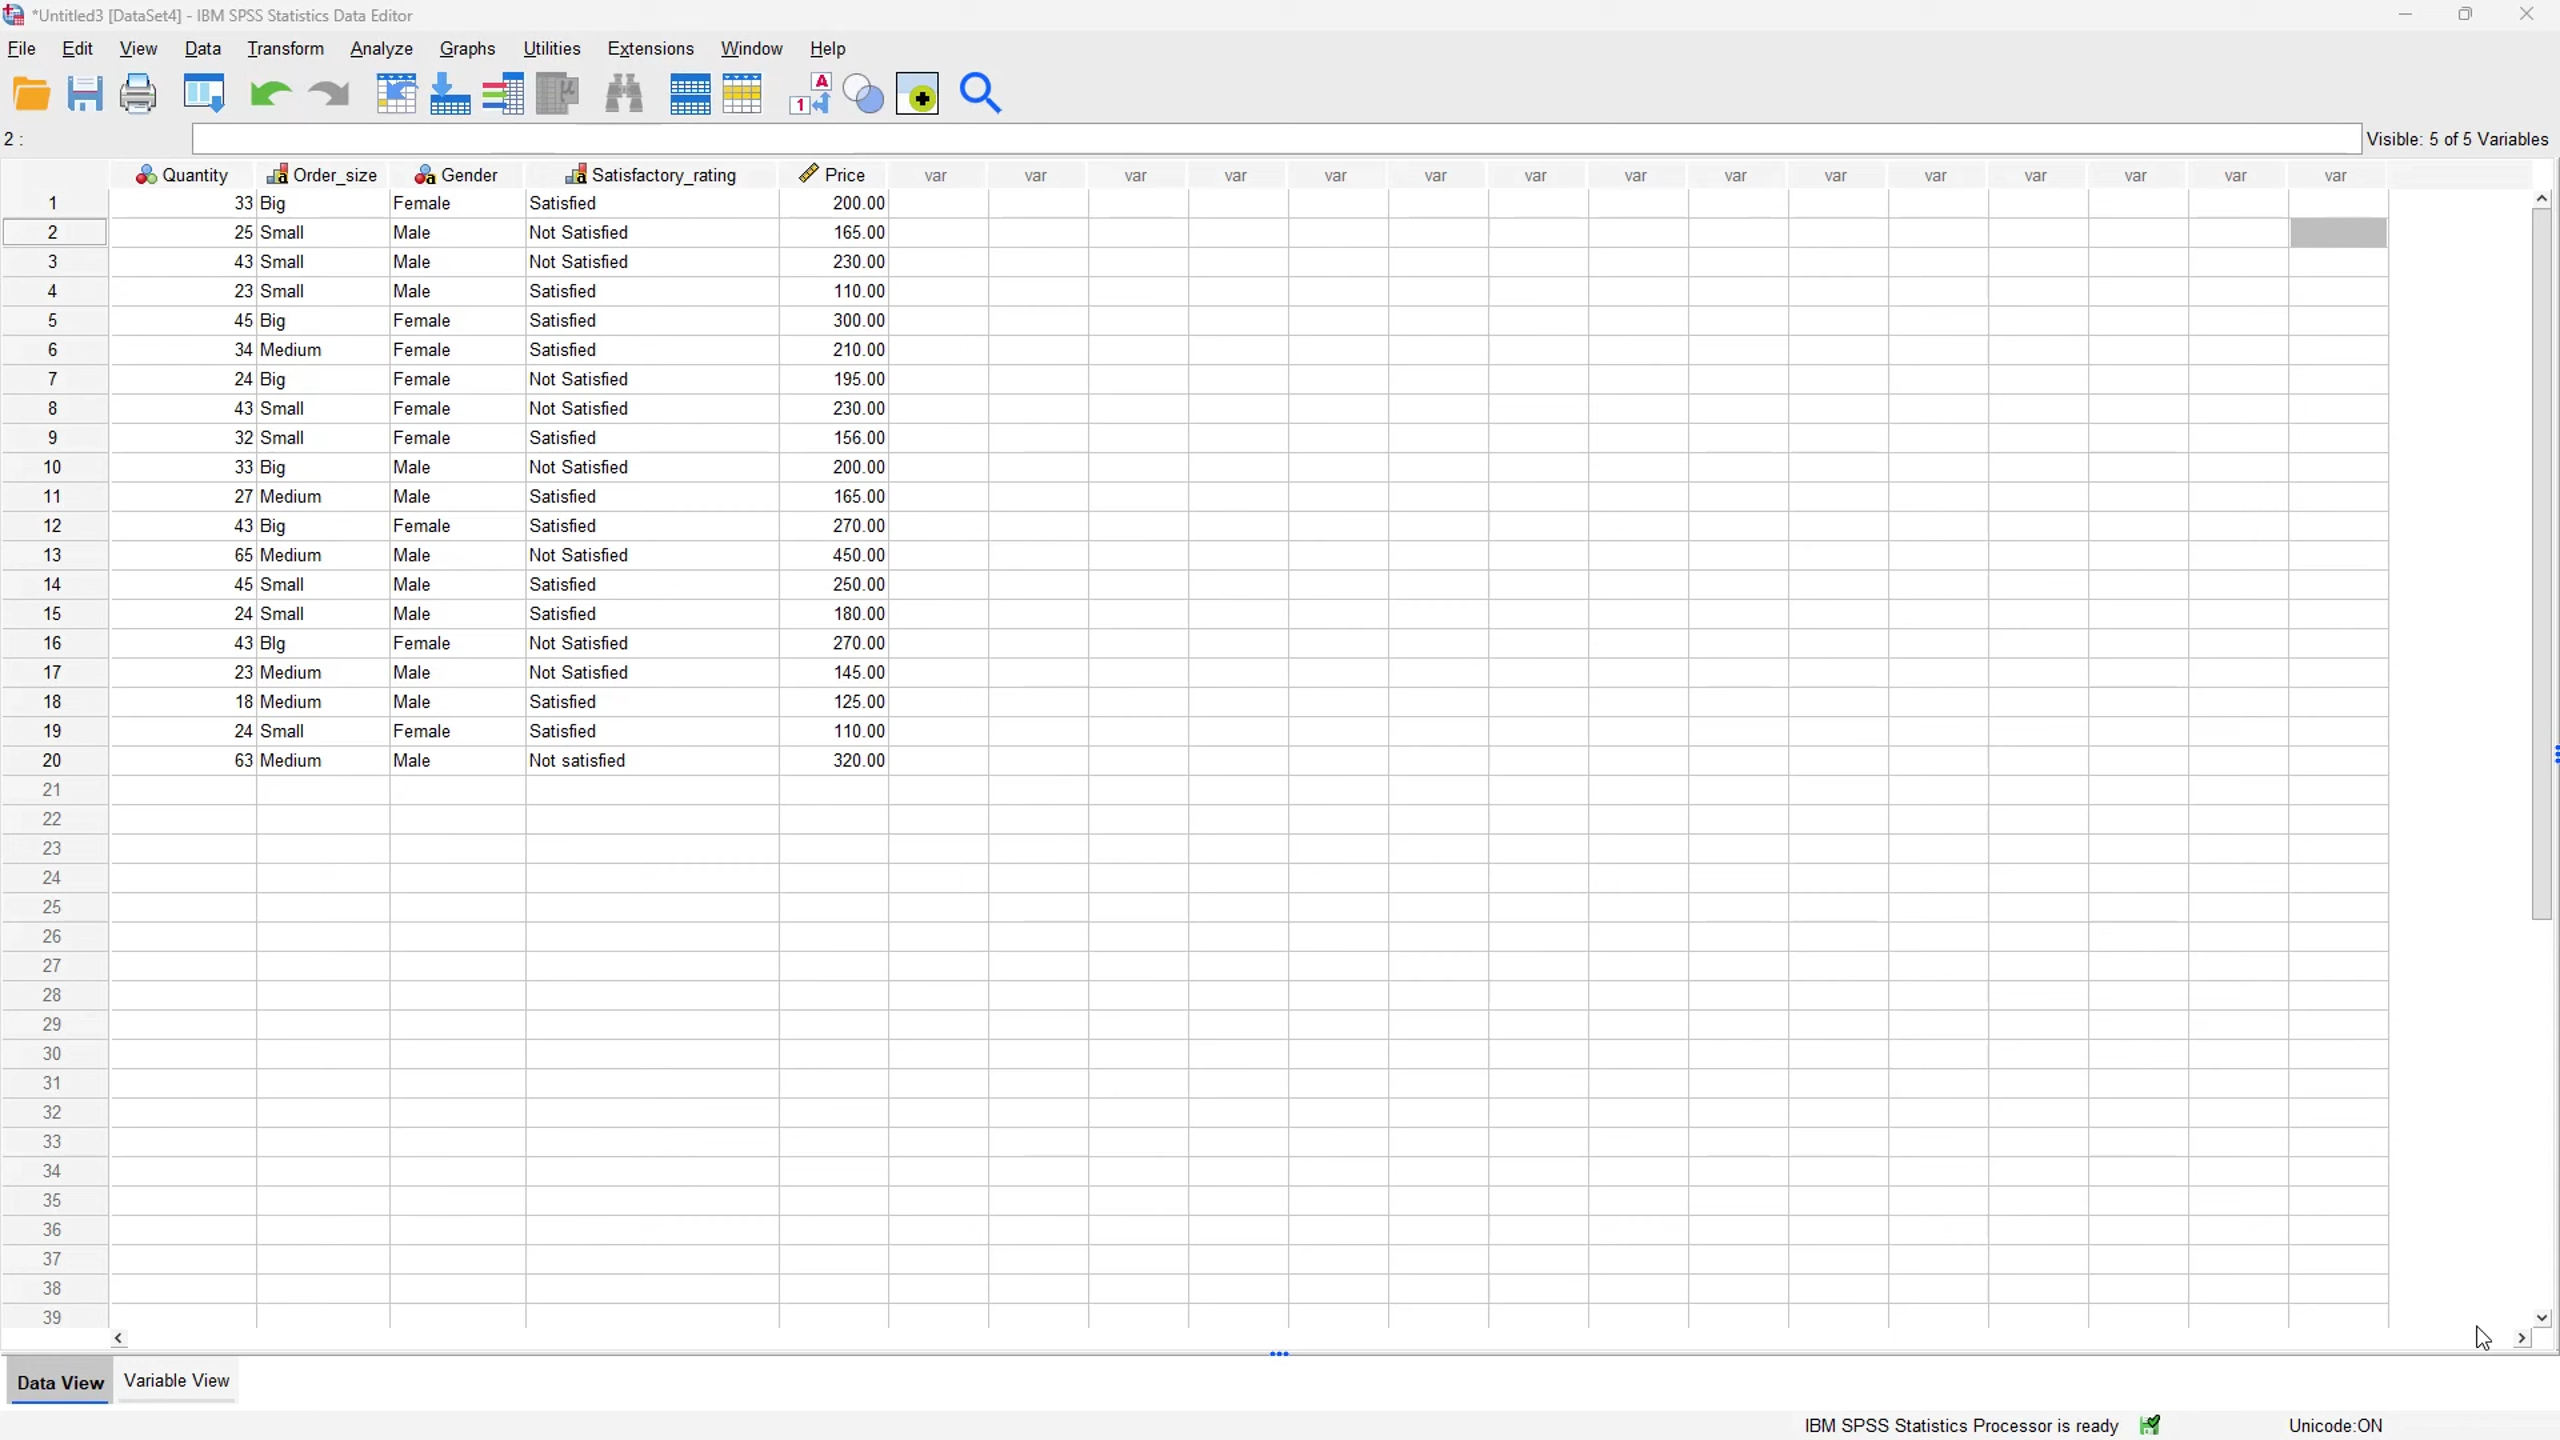 *Untitled3 [DataSet4] - IBM SPSS Statistics Data Editor
File Edit View Data Transform Analyze Graphs Utilities Extensions Window Help
2 : Visible: 5 of 5 Variables
Quantity Order_size Gender Satisfactory_rating Price var var var var var var var var var var var var var var var
1 33 Big Female Satisfied 200.00
2 25 Small Male Not Satisfied 165.00
3 43 Small Male Not Satisfied 230.00
4 23 Small Male Satisfied 110.00
5 45 Big Female Satisfied 300.00
6 34 Medium Female Satisfied 210.00
7 24 Big Female Not Satisfied 195.00
8 43 Small Female Not Satisfied 230.00
9 32 Small Female Satisfied 156.00
10 33 Big Male Not Satisfied 200.00
11 27 Medium Male Satisfied 165.00
12 43 Big Female Satisfied 270.00
13 65 Medium Male Not Satisfied 450.00
14 45 Small Male Satisfied 250.00
15 24 Small Male Satisfied 180.00
16 43 BIg Female Not Satisfied 270.00
17 23 Medium Male Not Satisfied 145.00
18 18 Medium Male Satisfied 125.00
19 24 Small Female Satisfied 110.00
20 63 Medium Male Not satisfied 320.00
21
22
23
24
25
26
27
28
29
30
31
32
33
34
35
36
37
38
39
Data View Variable View
IBM SPSS Statistics Processor is ready Unicode:ON